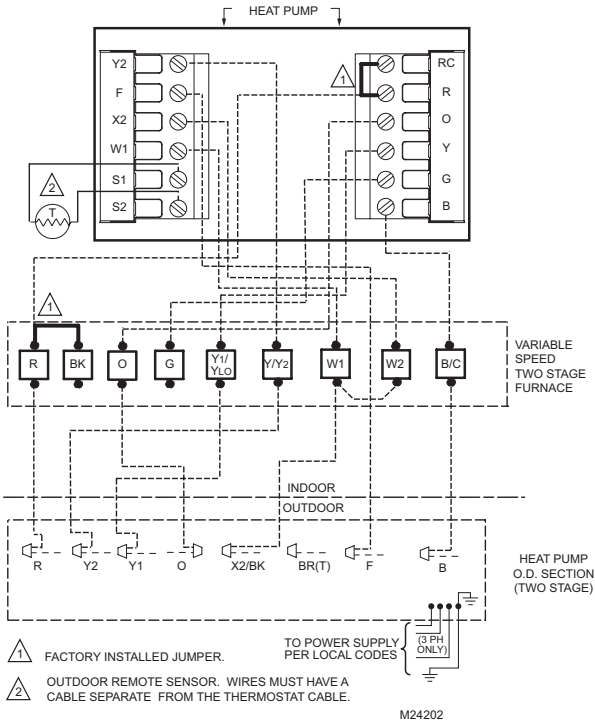 HEAT PUMP
Y2
F
X2
W1
S1
S2
RC
R
O
Y
G
B
1
2
T
1
R
BK
O
G
Y1/
YLO
Y/Y2
W1
W2
B/C
VARIABLE
SPEED
TWO STAGE
FURNACE
INDOOR
OUTDOOR
R
Y2
Y1
O
X2/BK
BR(T)
F
B
HEAT PUMP
O.D. SECTION
(TWO STAGE)
TO POWER SUPPLY
PER LOCAL CODES
(3 PH
ONLY)
1 FACTORY INSTALLED JUMPER.
2 OUTDOOR REMOTE SENSOR. WIRES MUST HAVE A
CABLE SEPARATE FROM THE THERMOSTAT CABLE.
M24202